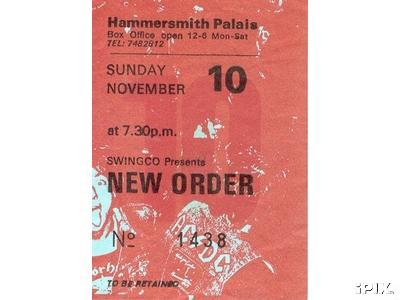 Hammersmith Palais
Box Office open 12-6 Mon-Sat
TEL: 7482812
SUNDAY 10
NOVEMBER
at 7.30p.m.
SWINGCO Presents
NEW ORDER
No 1438
TO BE RETAINED
iPIX